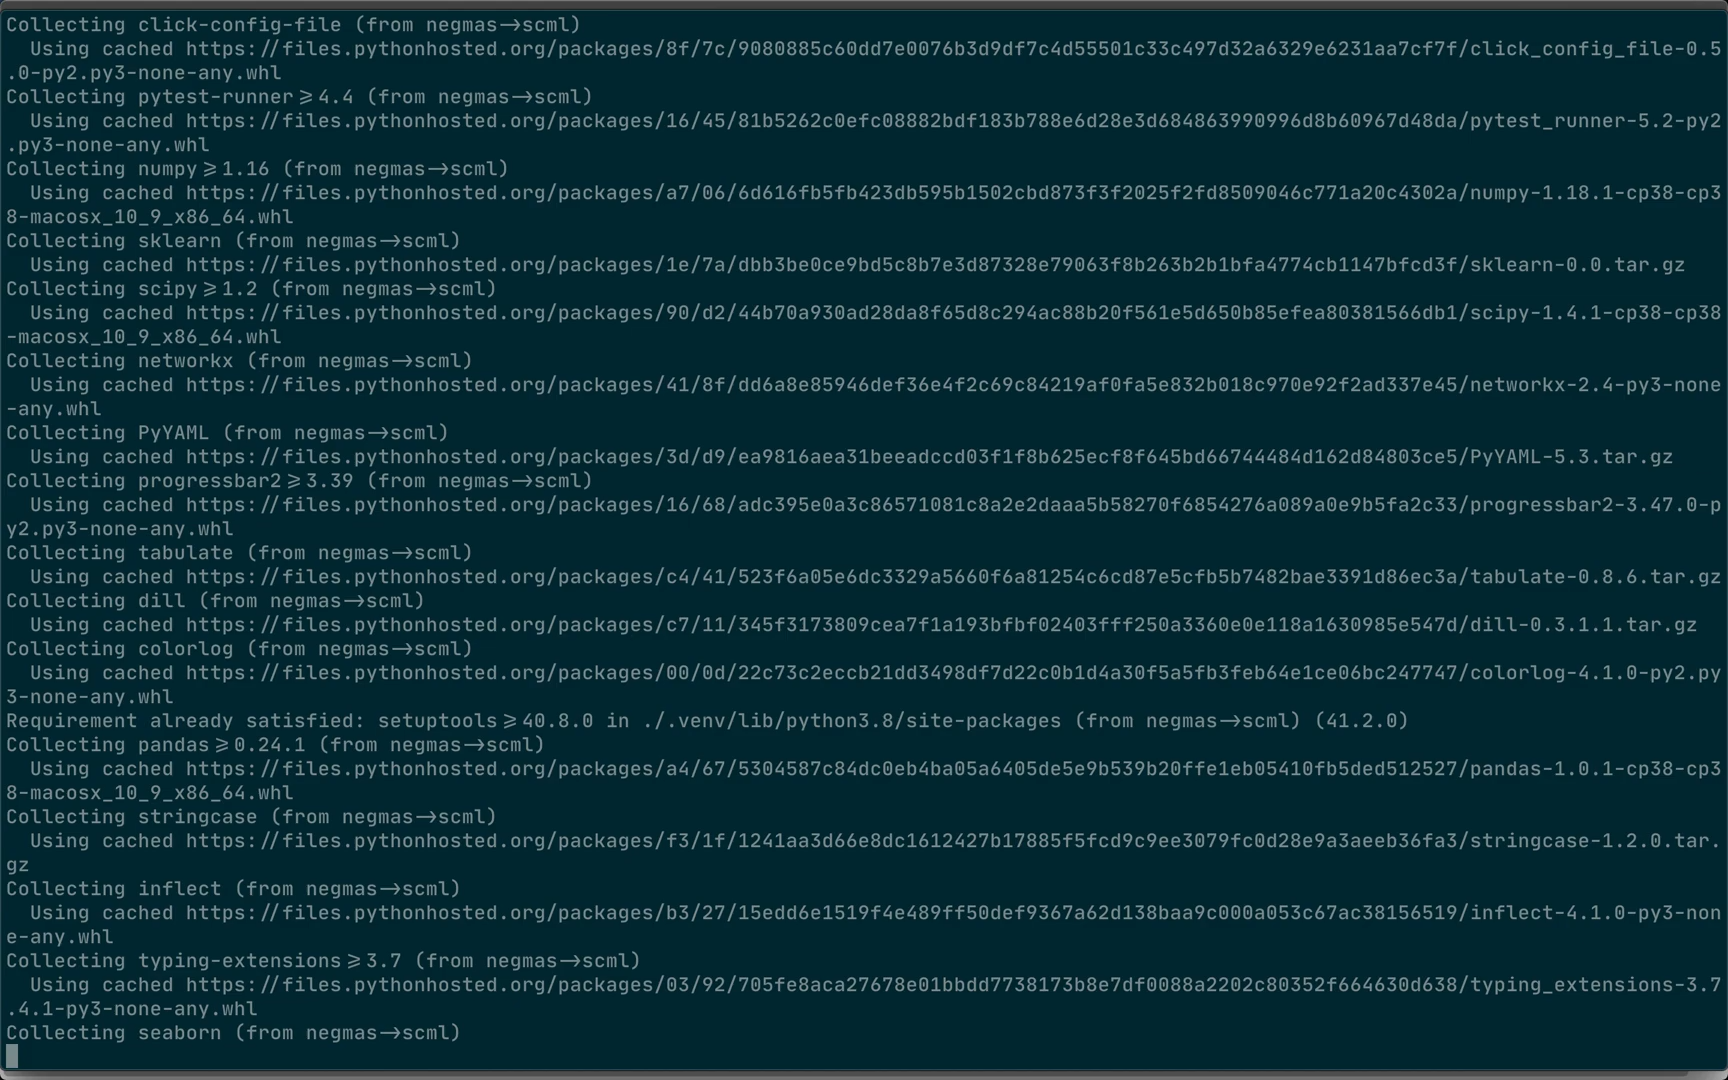 Collecting click-config-file (from negmas->scml)
  Using cached https://files.pythonhosted.org/packages/8f/7c/9080885c60dd7e0076b3d9df7c4d55501c33c497d32a6329e6231aa7cf7f/click_config_file-0.5
.0-py2.py3-none-any.whl
Collecting pytest-runner>=4.4 (from negmas->scml)
  Using cached https://files.pythonhosted.org/packages/16/45/81b5262c0efc08882bdf183b788e6d28e3d684863990996d8b60967d48da/pytest_runner-5.2-py2
.py3-none-any.whl
Collecting numpy>=1.16 (from negmas->scml)
  Using cached https://files.pythonhosted.org/packages/a7/06/6d616fb5fb423db595b1502cbd873f3f2025f2fd8509046c771a20c4302a/numpy-1.18.1-cp38-cp3
8-macosx_10_9_x86_64.whl
Collecting sklearn (from negmas->scml)
  Using cached https://files.pythonhosted.org/packages/1e/7a/dbb3be0ce9bd5c8b7e3d87328e79063f8b263b2b1bfa4774cb1147bfcd3f/sklearn-0.0.tar.gz
Collecting scipy>=1.2 (from negmas->scml)
  Using cached https://files.pythonhosted.org/packages/90/d2/44b70a930ad28da8f65d8c294ac88b20f561e5d650b85efea80381566db1/scipy-1.4.1-cp38-cp38
-macosx_10_9_x86_64.whl
Collecting networkx (from negmas->scml)
  Using cached https://files.pythonhosted.org/packages/41/8f/dd6a8e85946def36e4f2c69c84219af0fa5e832b018c970e92f2ad337e45/networkx-2.4-py3-none
-any.whl
Collecting PyYAML (from negmas->scml)
  Using cached https://files.pythonhosted.org/packages/3d/d9/ea9816aea31beeadccd03f1f8b625ecf8f645bd66744484d162d84803ce5/PyYAML-5.3.tar.gz
Collecting progressbar2>=3.39 (from negmas->scml)
  Using cached https://files.pythonhosted.org/packages/16/68/adc395e0a3c86571081c8a2e2daaa5b58270f6854276a089a0e9b5fa2c33/progressbar2-3.47.0-p
y2.py3-none-any.whl
Collecting tabulate (from negmas->scml)
  Using cached https://files.pythonhosted.org/packages/c4/41/523f6a05e6dc3329a5660f6a81254c6cd87e5cfb5b7482bae3391d86ec3a/tabulate-0.8.6.tar.gz
Collecting dill (from negmas->scml)
  Using cached https://files.pythonhosted.org/packages/c7/11/345f3173809cea7f1a193bfbf02403fff250a3360e0e118a1630985e547d/dill-0.3.1.1.tar.gz
Collecting colorlog (from negmas->scml)
  Using cached https://files.pythonhosted.org/packages/00/0d/22c73c2eccb21dd3498df7d22c0b1d4a30f5a5fb3feb64e1ce06bc247747/colorlog-4.1.0-py2.py
3-none-any.whl
Requirement already satisfied: setuptools>=40.8.0 in ./.venv/lib/python3.8/site-packages (from negmas->scml) (41.2.0)
Collecting pandas>=0.24.1 (from negmas->scml)
  Using cached https://files.pythonhosted.org/packages/a4/67/5304587c84dc0eb4ba05a6405de5e9b539b20ffe1eb05410fb5ded512527/pandas-1.0.1-cp38-cp3
8-macosx_10_9_x86_64.whl
Collecting stringcase (from negmas->scml)
  Using cached https://files.pythonhosted.org/packages/f3/1f/1241aa3d66e8dc1612427b17885f5fcd9c9ee3079fc0d28e9a3aeeb36fa3/stringcase-1.2.0.tar.
gz
Collecting inflect (from negmas->scml)
  Using cached https://files.pythonhosted.org/packages/b3/27/15edd6e1519f4e489ff50def9367a62d138baa9c000a053c67ac38156519/inflect-4.1.0-py3-non
e-any.whl
Collecting typing-extensions>=3.7 (from negmas->scml)
  Using cached https://files.pythonhosted.org/packages/03/92/705fe8aca27678e01bbdd7738173b8e7df0088a2202c80352f664630d638/typing_extensions-3.7
.4.1-py3-none-any.whl
Collecting seaborn (from negmas->scml)